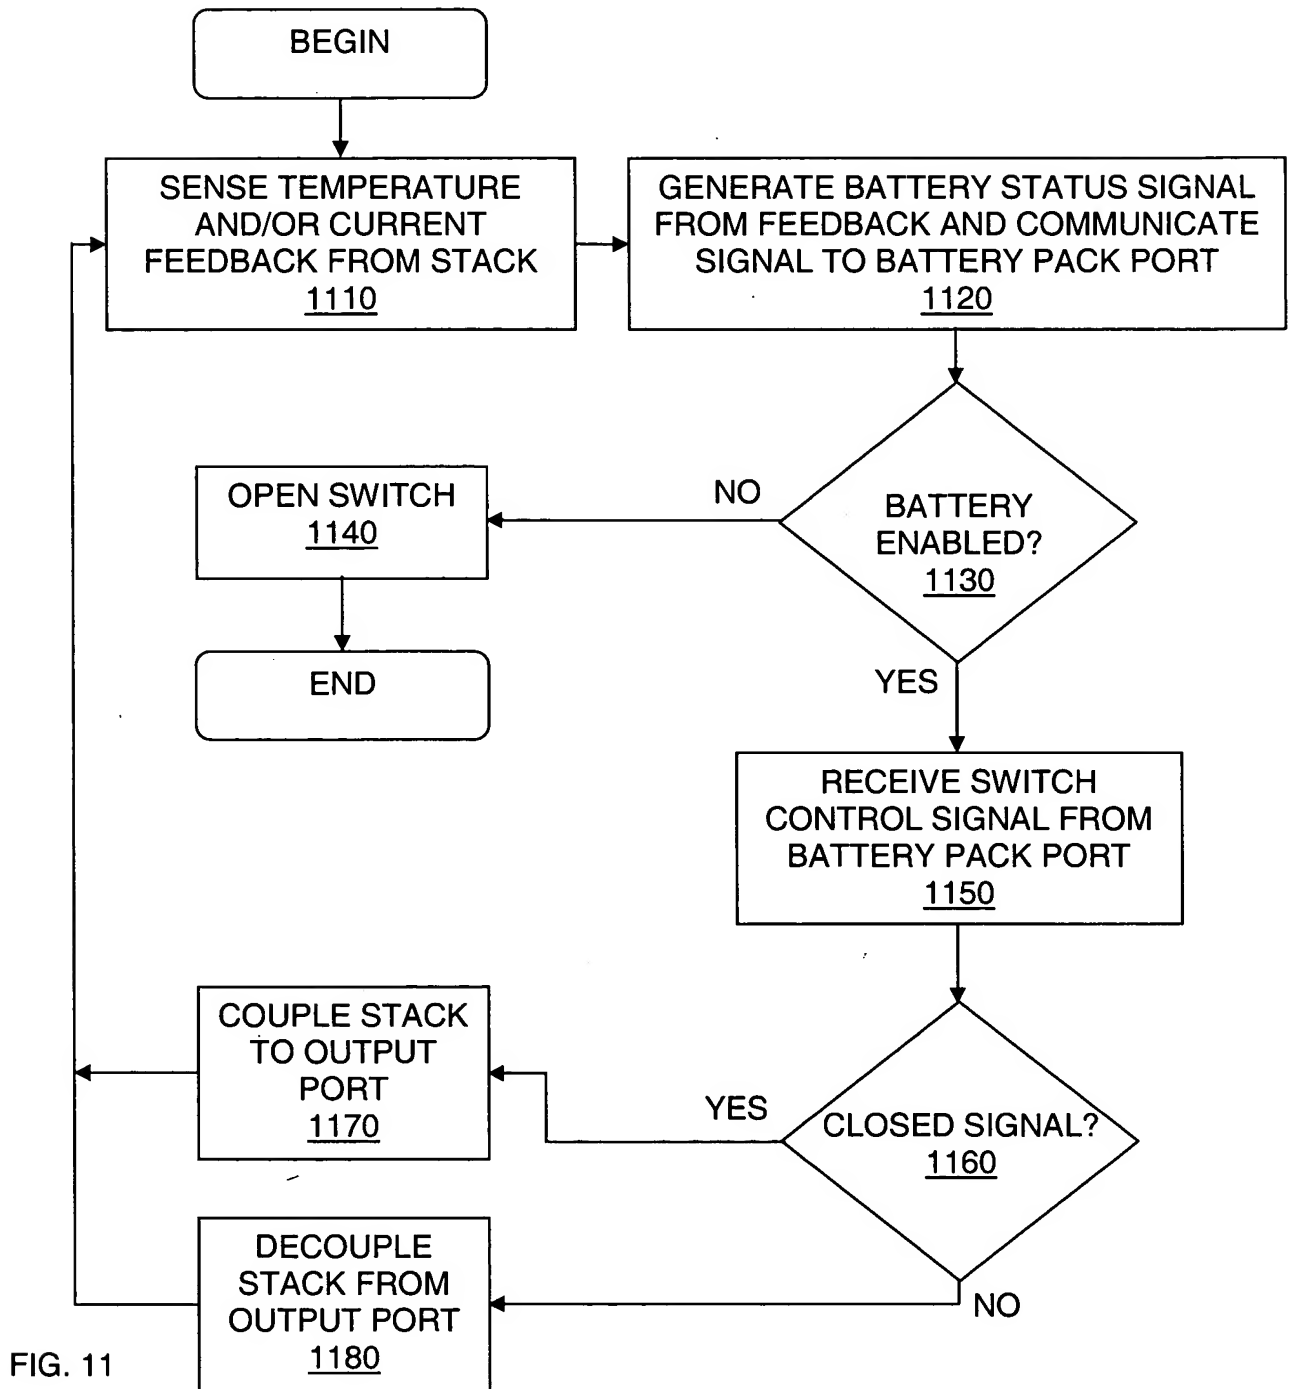 BEGIN
SENSE TEMPERATURE
AND/OR CURRENT
FEEDBACK FROM STACK
1110
GENERATE BATTERY STATUS SIGNAL
FROM FEEDBACK AND COMMUNICATE
SIGNAL TO BATTERY PACK PORT
1120
BATTERY
ENABLED?
1130
NO
OPEN SWITCH
1140
END
YES
RECEIVE SWITCH
CONTROL SIGNAL FROM
BATTERY PACK PORT
1150
CLOSED SIGNAL?
1160
YES
COUPLE STACK
TO OUTPUT
PORT
1170
NO
DECOUPLE
STACK FROM
OUTPUT PORT
1180
FIG. 11